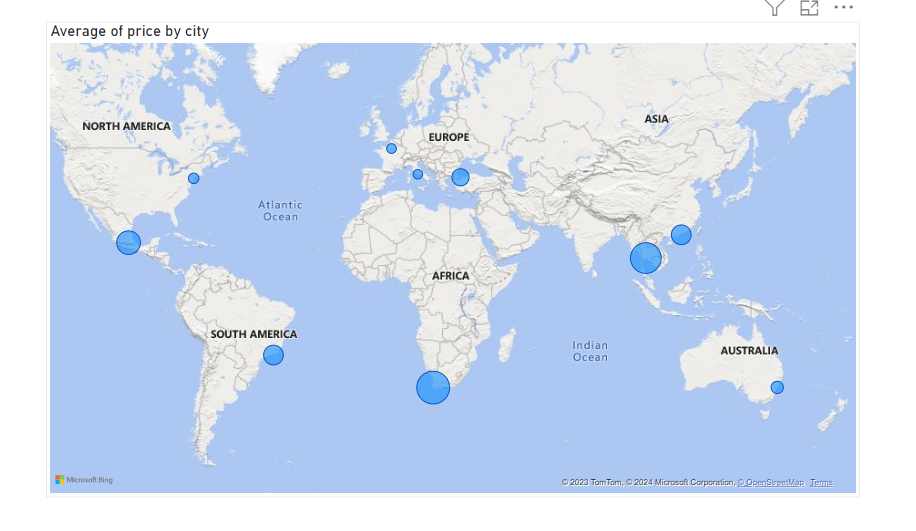 Average of price by city
NORTH AMERICA
EUROPE
ASIA
Atlantic
Ocean
AFRICA
SOUTH AMERICA
Indian
Ocean
AUSTRALIA
Microsoft Bing
© 2023 TomTom, © 2024 Microsoft Corporation, © OpenStreetMap Terms